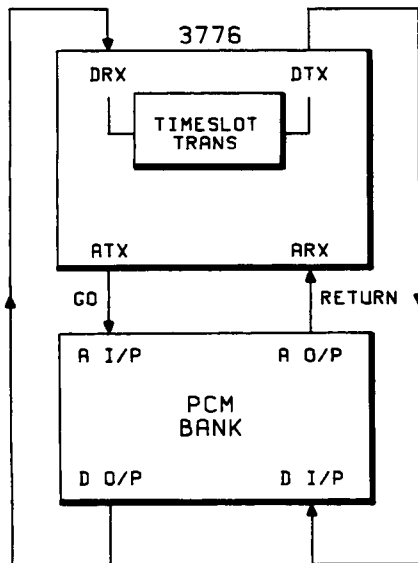 3776
DRX DTX
TIMESLOT
TRANS
ATX ARX
GO RETURN
A I/P A O/P
PCM
BANK
D O/P D I/P